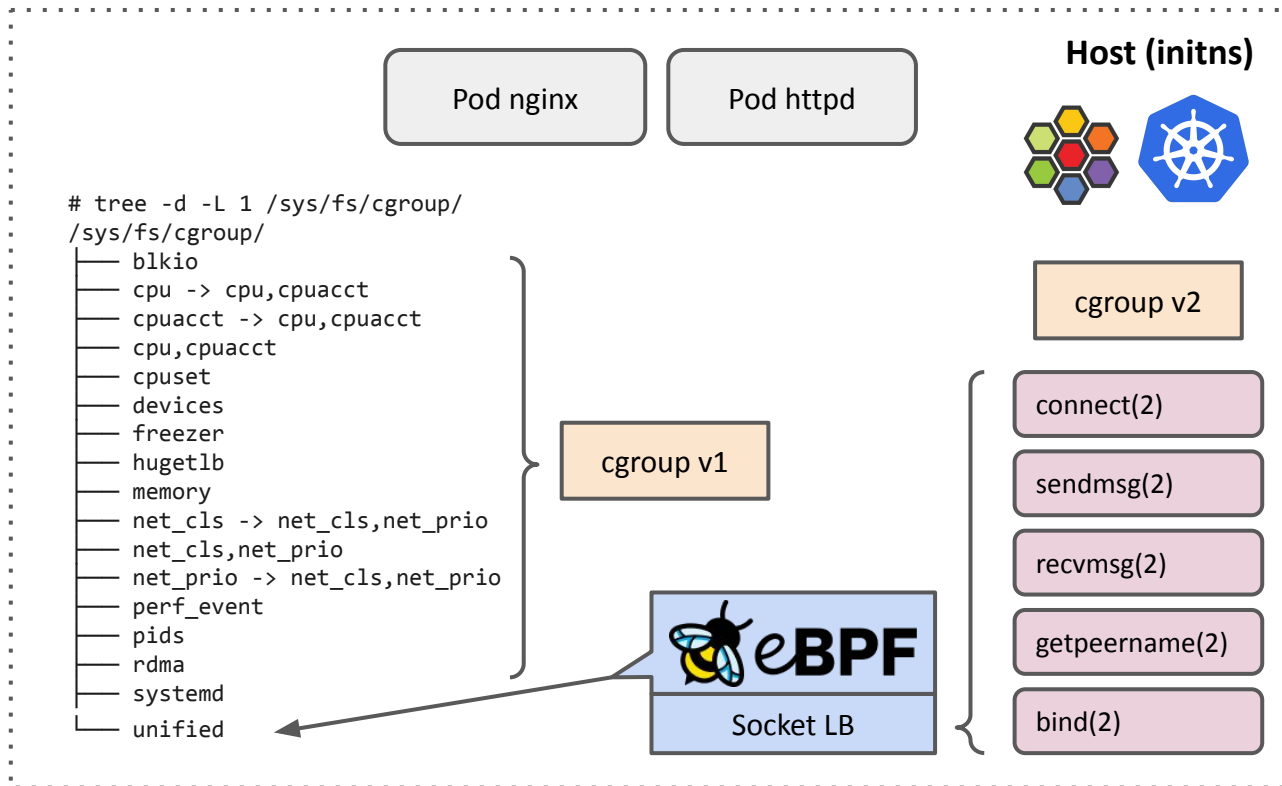 Host (initns)
Pod nginx
Pod httpd
# tree -d -L 1 /sys/fs/cgroup/
/sys/fs/cgroup/
├── blkio
├── cpu -> cpu,cpuacct
├── cpuacct -> cpu,cpuacct
├── cpu,cpuacct
├── cpuset
├── devices
├── freezer
├── hugetlb
├── memory
├── net_cls -> net_cls,net_prio
├── net_cls,net_prio
├── net_prio -> net_cls,net_prio
├── perf_event
├── pids
├── rdma
├── systemd
└── unified
cgroup v1
eBPF
Socket LB
cgroup v2
connect(2)
sendmsg(2)
recvmsg(2)
getpeername(2)
bind(2)